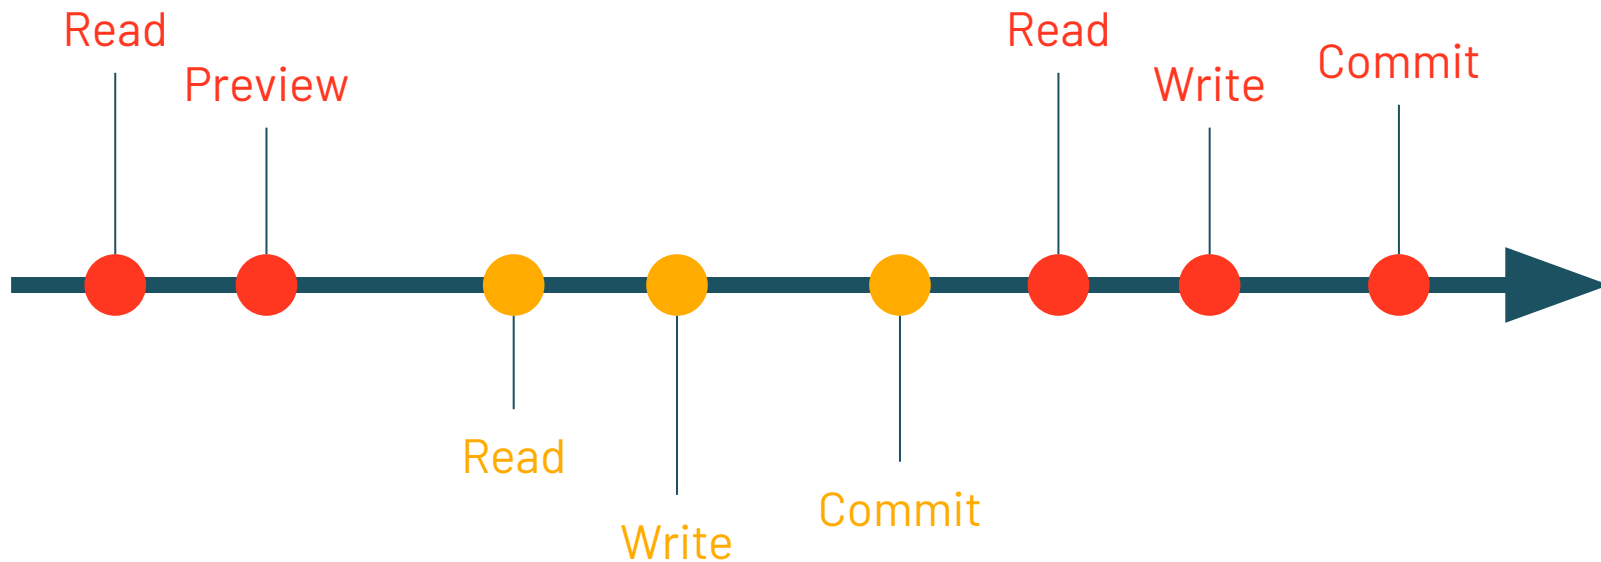 Read
Preview
Read
Write
Commit
Read
Write
Commit